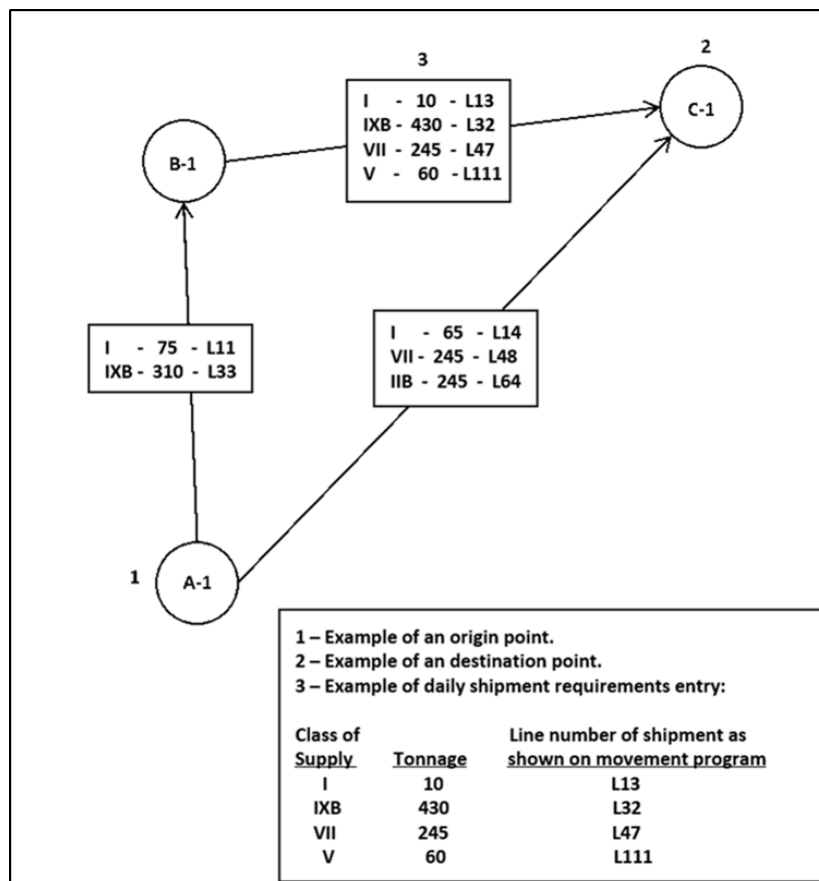 2
3
I - 10 - L13
IXB - 430 - L32
VII - 245 - L47
V - 60 - L111
C-1
B-1
I - 75 - L11
IXB - 310 - L33
I - 65 - L14
VII - 245 - L48
IIB - 245 - L64
1
A-1
1 – Example of an origin point.
2 – Example of an destination point.
3 – Example of daily shipment requirements entry:
Class of Line number of shipment as
Supply Tonnage shown on movement program
I 10 L13
IXB 430 L32
VII 245 L47
V 60 L111